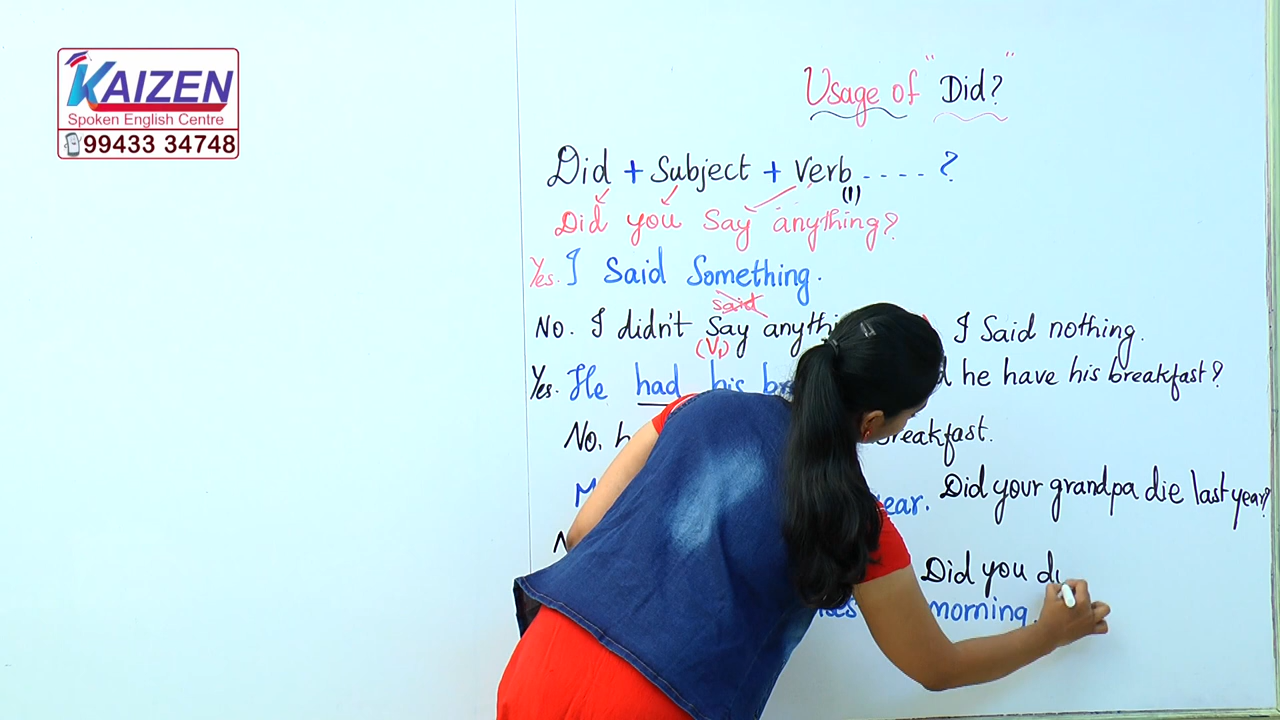 KAIZEN
Spoken English Centre
99433 34748
Usage of "Did?"
Did + Subject + Verb ----?
(1)
Did you Say anything?
Yes. I Said Something.
said
No. I didn't Say anythi I Said nothing.
(V1)
Yes. He had his he have his breakfast?
No. breakfast.
year. Did your grandpa die last year?
Did you
morning.